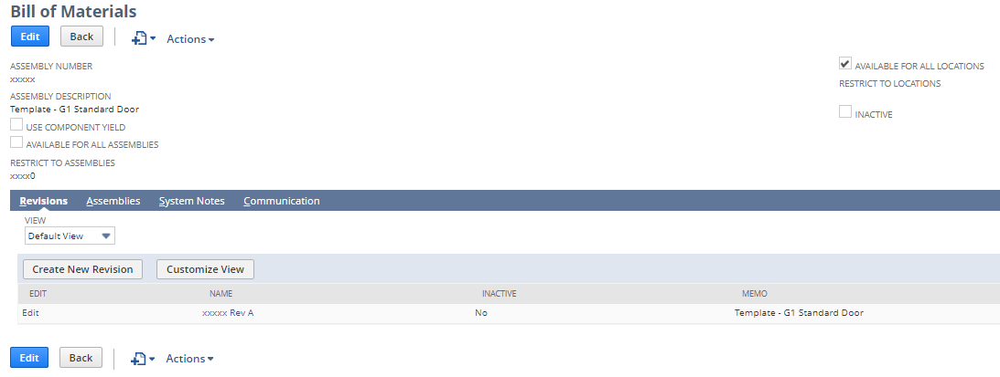 Bill of Materials
Edit Back Actions
ASSEMBLY NUMBER
xxxxx
ASSEMBLY DESCRIPTION
Template - G1 Standard Door
USE COMPONENT YIELD
AVAILABLE FOR ALL ASSEMBLIES
RESTRICT TO ASSEMBLIES
xxxx0
AVAILABLE FOR ALL LOCATIONS
RESTRICT TO LOCATIONS
INACTIVE
Revisions Assemblies System Notes Communication
VIEW
Default View
Create New Revision Customize View
EDIT NAME INACTIVE MEMO
Edit xxxxx Rev A No Template - G1 Standard Door
Edit Back Actions